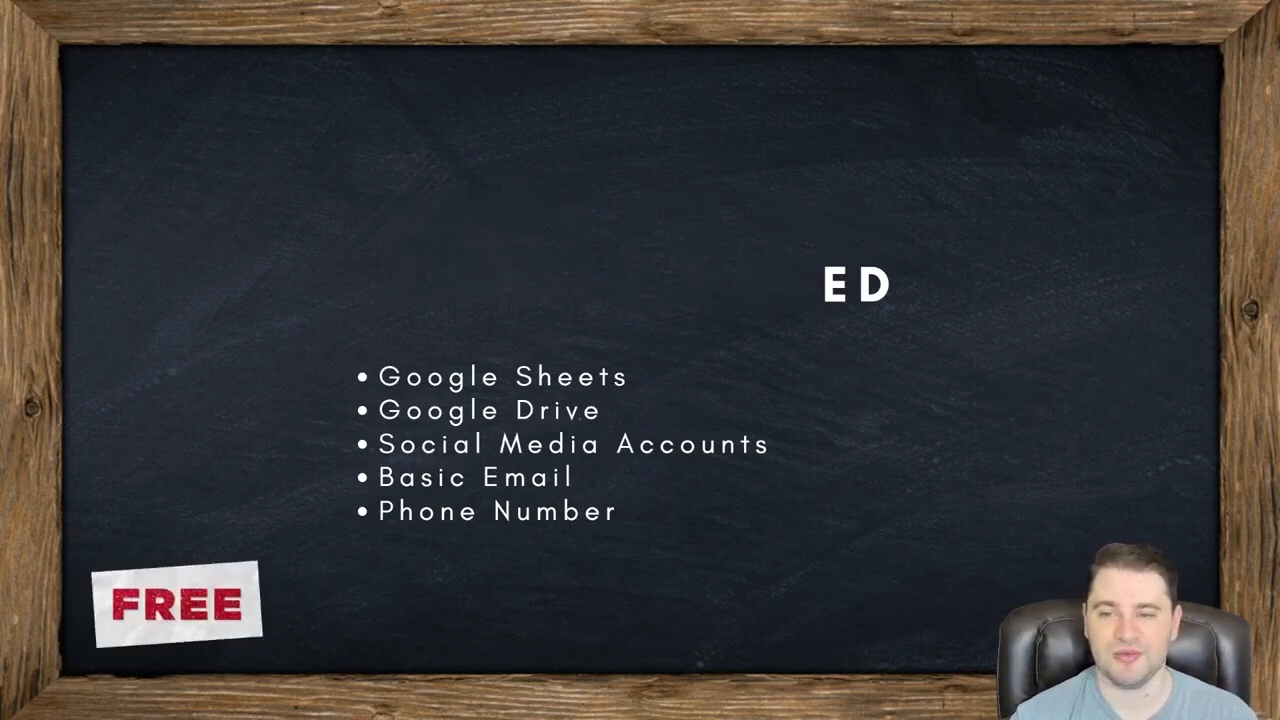 ED
Google Sheets
Google Drive
Social Media Accounts
Basic Email
Phone Number
FREE